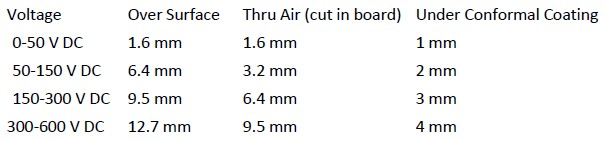 Voltage Over Surface Thru Air (cut in board) Under Conformal Coating
0-50 V DC 1.6 mm 1.6 mm 1 mm
50-150 V DC 6.4 mm 3.2 mm 2 mm
150-300 V DC 9.5 mm 6.4 mm 3 mm
300-600 V DC 12.7 mm 9.5 mm 4 mm